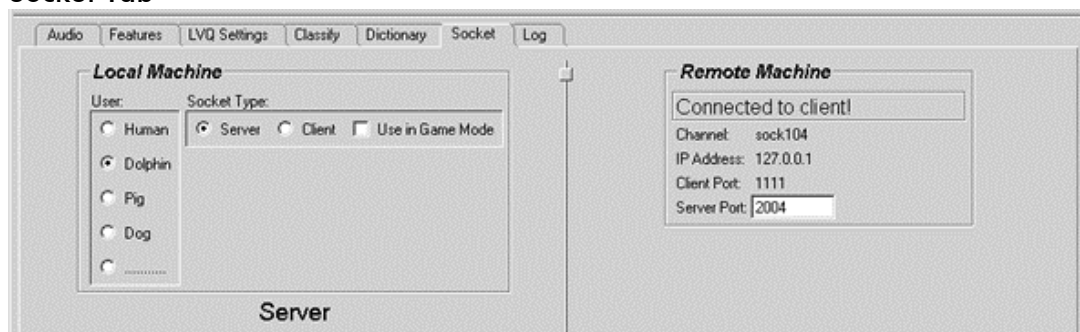 Socket Tab
Audio Features LVQ Settings Classify Dictionary Socket Log
Local Machine
User: Socket Type:
Human Server Client Use in Game Mode
Dolphin
Pig
Dog
............
Server
Remote Machine
Connected to client!
Channel: sock104
IP Address: 127.0.0.1
Client Port: 1111
Server Port: 2004